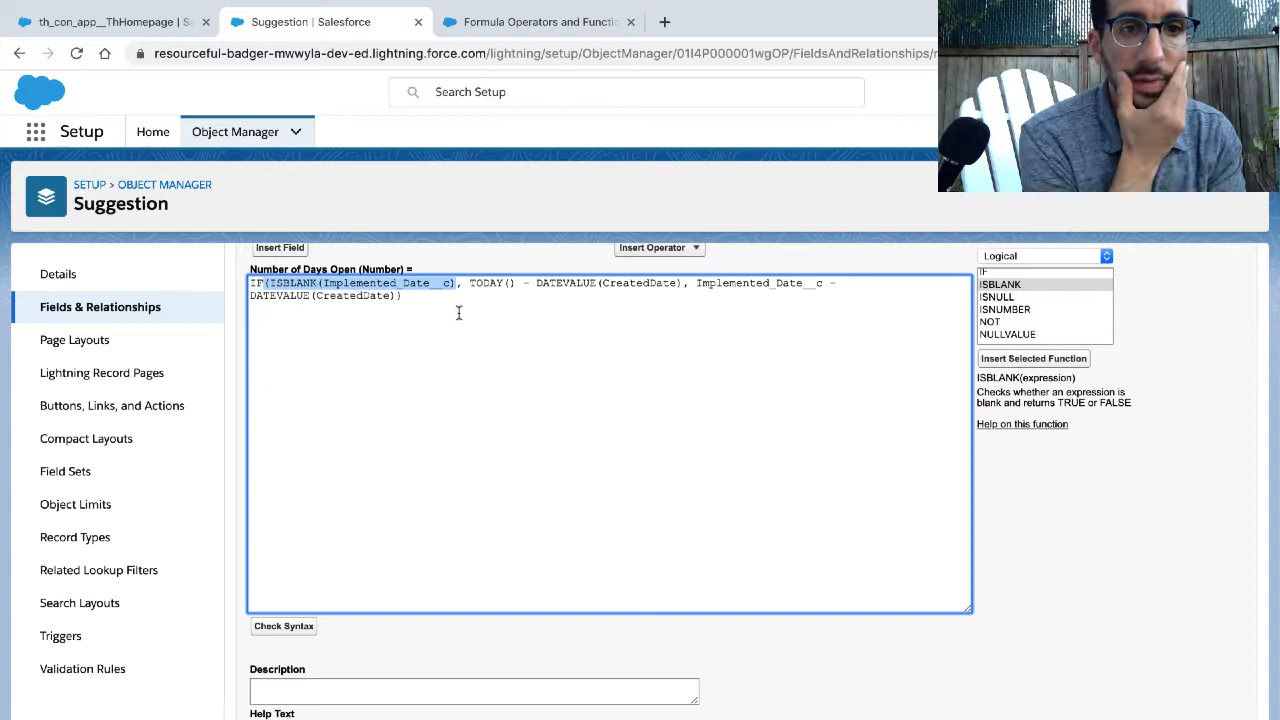 th_con_app__ThHomepage | Sa
Suggestion | Salesforce
Formula Operators and Functio
resourceful-badger-mwwyla-dev-ed.lightning.force.com/lightning/setup/ObjectManager/01I4P000001wgOP/FieldsAndRelationships/
Search Setup
Setup
Home
Object Manager
SETUP > OBJECT MANAGER
Suggestion
Details
Fields & Relationships
Page Layouts
Lightning Record Pages
Buttons, Links, and Actions
Compact Layouts
Field Sets
Object Limits
Record Types
Related Lookup Filters
Search Layouts
Triggers
Validation Rules
Insert Field
Insert Operator
Number of Days Open (Number) =
IF(ISBLANK(Implemented_Date__c), TODAY() - DATEVALUE(CreatedDate), Implemented_Date__c -
DATEVALUE(CreatedDate))
Check Syntax
Description
Help Text
Logical
IF
ISBLANK
ISNULL
ISNUMBER
NOT
NULLVALUE
Insert Selected Function
ISBLANK(expression)
Checks whether an expression is
blank and returns TRUE or FALSE
Help on this function